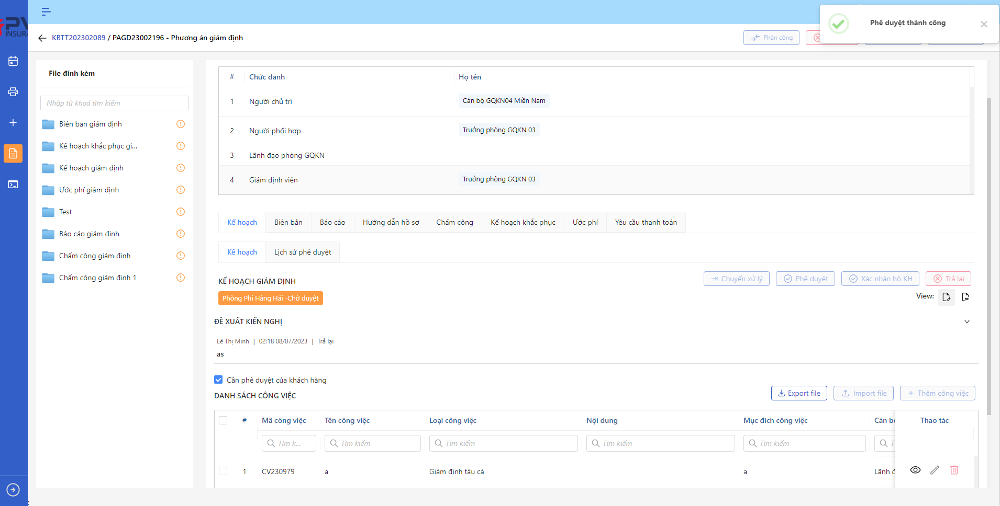 PV
INSURA
KBTT202302089 / PAGD23002196 - Phương án giám định
Phân công
Phê duyệt thành công
File đính kèm
Nhập từ khoá tìm kiếm
Biên bản giám định
Kế hoạch khắc phục gi...
Kế hoạch giám định
Ước phí giám định
Test
Báo cáo giám định
Chấm công giám định
Chấm công giám định 1
# Chức danh Họ tên
1 Người chủ trì Cán bộ GQKN04 Miền Nam
2 Người phối hợp Trưởng phòng GQKN 03
3 Lãnh đạo phòng GQKN
4 Giám định viên Trưởng phòng GQKN 03
Kế hoạch Biên bản Báo cáo Hướng dẫn hồ sơ Chấm công Kế hoạch khắc phục Ước phí Yêu cầu thanh toán
Kế hoạch Lịch sử phê duyệt
KẾ HOẠCH GIÁM ĐỊNH
Chuyển xử lý Phê duyệt Xác nhận hộ KH Trả lại
Phòng Phi Hàng Hải -Chờ duyệt
View:
ĐỀ XUẤT KIẾN NGHỊ
Lê Thị Minh | 02:18 08/07/2023 | Trả lại
as
Cần phê duyệt của khách hàng
DANH SÁCH CÔNG VIỆC
Export file Import file + Thêm công việc
# Mã công việc Tên công việc Loại công việc Nội dung Mục đích công việc Cán bộ Thao tác
Tìm k... Tìm kiếm Tìm kiếm Tìm kiếm Tìm kiếm
1 CV230979 a Giám định tàu cá a Lãnh đ